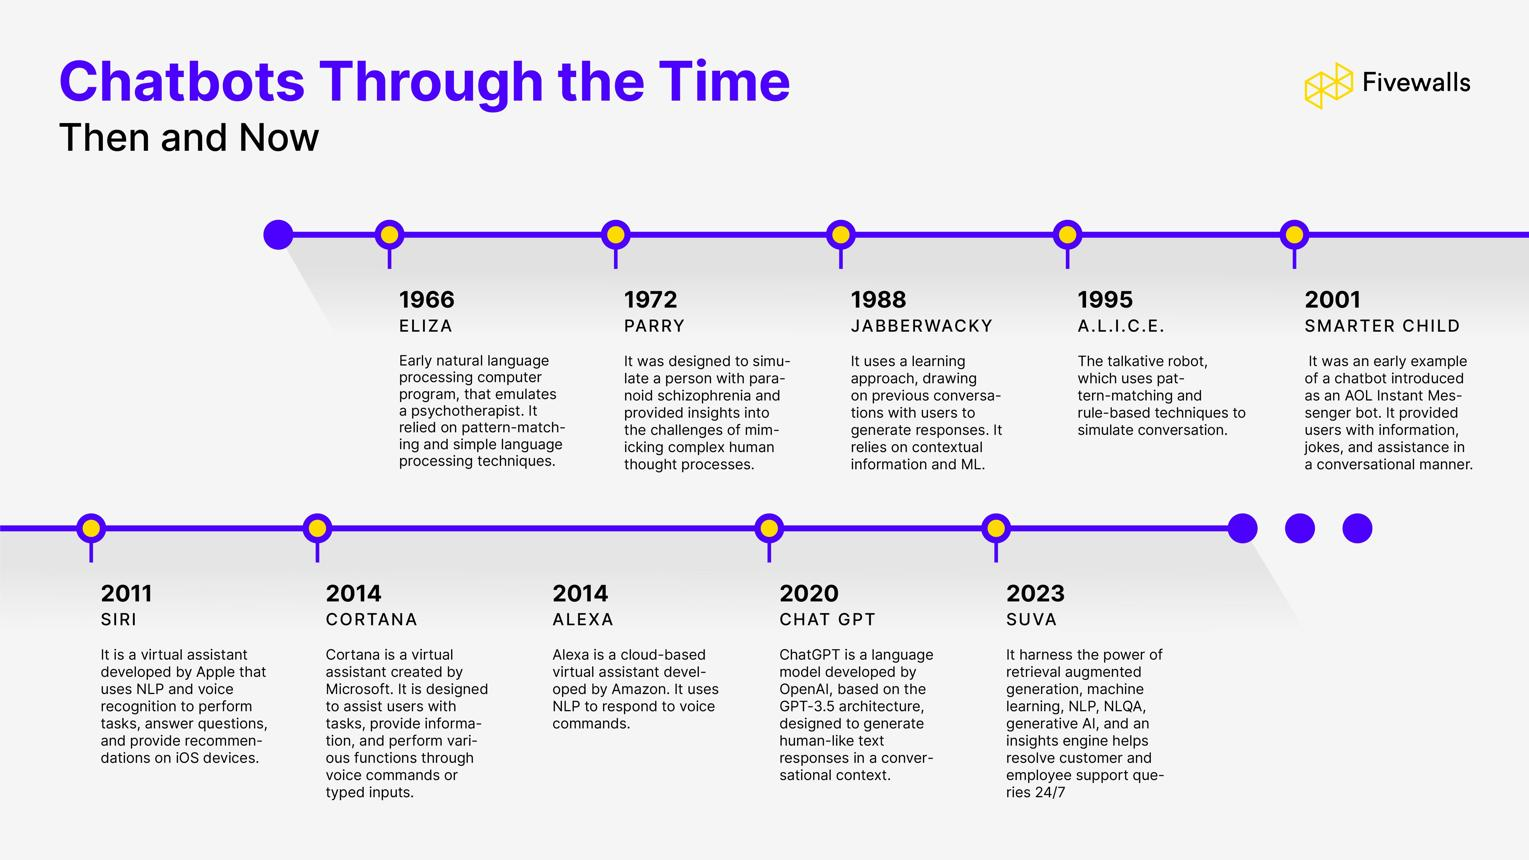 Chatbots Through the Time
Then and Now
Fivewalls
1966
ELIZA
Early natural language
processing computer
program, that emulates
a psychotherapist. It
relied on pattern-match-
ing and simple language
processing techniques.
1972
PARRY
It was designed to simu-
late a person with para-
noid schizophrenia and
provided insights into
the challenges of mim-
icking complex human
thought processes.
1988
JABBERWACKY
It uses a learning
approach, drawing
on previous conversa-
tions with users to
generate responses. It
relies on contextual
information and ML.
1995
A.L.I.C.E.
The talkative robot,
which uses pat-
tern-matching and
rule-based techniques to
simulate conversation.
2001
SMARTER CHILD
It was an early example
of a chatbot introduced
as an AOL Instant Mes-
senger bot. It provided
users with information,
jokes, and assistance in
a conversational manner.
2011
SIRI
It is a virtual assistant
developed by Apple that
uses NLP and voice
recognition to perform
tasks, answer questions,
and provide recommen-
dations on iOS devices.
2014
CORTANA
Cortana is a virtual
assistant created by
Microsoft. It is designed
to assist users with
tasks, provide informa-
tion, and perform vari-
ous functions through
voice commands or
typed inputs.
2014
ALEXA
Alexa is a cloud-based
virtual assistant devel-
oped by Amazon. It uses
NLP to respond to voice
commands.
2020
CHAT GPT
ChatGPT is a language
model developed by
OpenAI, based on the
GPT-3.5 architecture,
designed to generate
human-like text
responses in a conver-
sational context.
2023
SUVA
It harness the power of
retrieval augmented
generation, machine
learning, NLP, NLQA,
generative AI, and an
insights engine helps
resolve customer and
employee support que-
ries 24/7